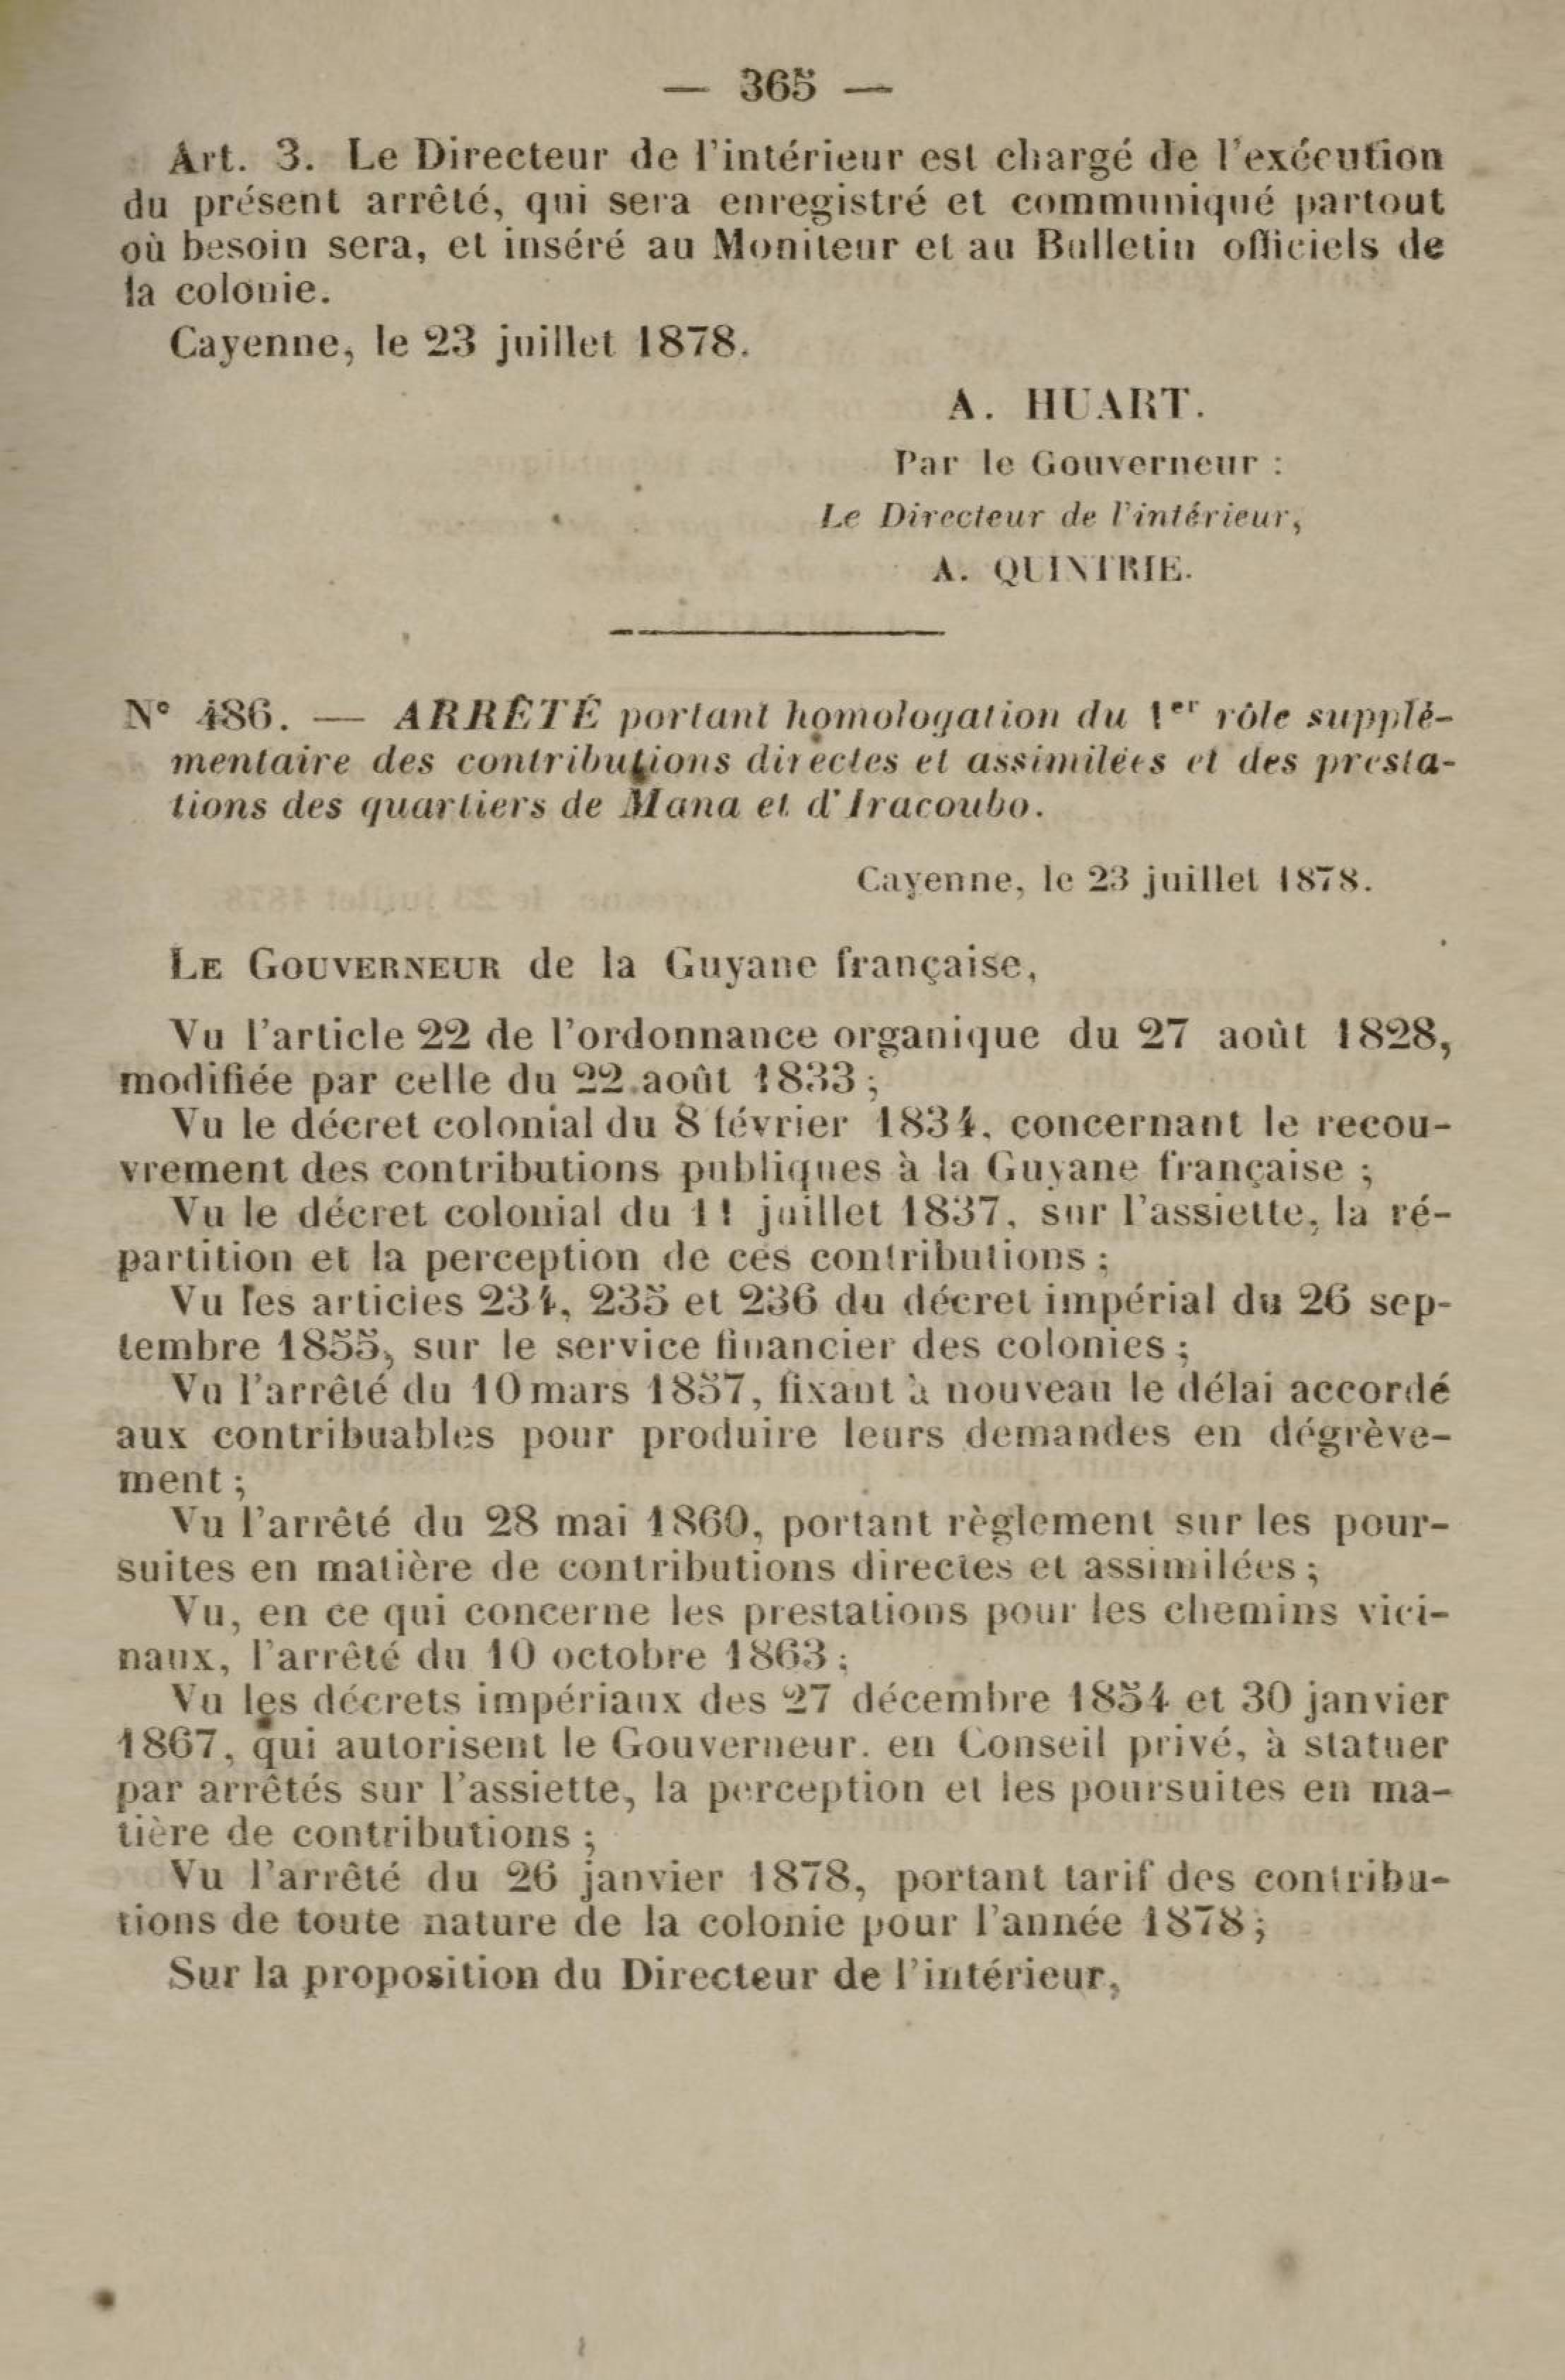 — 365 —
Art. 3. Le Directeur de l'intérieur est chargé de l'exécution
du présent arrêté, qui sera enregistré et communiqué partout
où besoin sera, et inséré au Moniteur et au Bulletin officiels de
la colonie.
Cayenne, le 23 juillet 1878.
A. HUART.
Par le Gouverneur :
Le Directeur de l'intérieur,
A. QUINTRIE.
N° 486. — ARRÊTÉ portant homologation du 1er rôle supplé-
mentaire des contributions directes et assimilées et des presta-
tions des quartiers de Mana et d'Iracoubo.
Cayenne, le 23 juillet 1878.
LE GOUVERNEUR de la Guyane française,
Vu l'article 22 de l'ordonnance organique du 27 août 1828,
modifiée par celle du 22 août 1833 ;
Vu le décret colonial du 8 février 1834, concernant le recou-
vrement des contributions publiques à la Guyane française ;
Vu le décret colonial du 11 juillet 1837, sur l'assiette, la ré-
partition et la perception de ces contributions ;
Vu les articles 234, 235 et 236 du décret impérial du 26 sep-
tembre 1855, sur le service financier des colonies ;
Vu l'arrêté du 10 mars 1857, fixant à nouveau le délai accordé
aux contribuables pour produire leurs demandes en dégrève-
ment ;
Vu l'arrêté du 28 mai 1860, portant règlement sur les pour-
suites en matière de contributions directes et assimilées ;
Vu, en ce qui concerne les prestations pour les chemins vici-
naux, l'arrêté du 10 octobre 1863 ;
Vu les décrets impériaux des 27 décembre 1854 et 30 janvier
1867, qui autorisent le Gouverneur, en Conseil privé, à statuer
par arrêtés sur l'assiette, la perception et les poursuites en ma-
tière de contributions ;
Vu l'arrêté du 26 janvier 1878, portant tarif des contribu-
tions de toute nature de la colonie pour l'année 1878 ;
Sur la proposition du Directeur de l'intérieur,